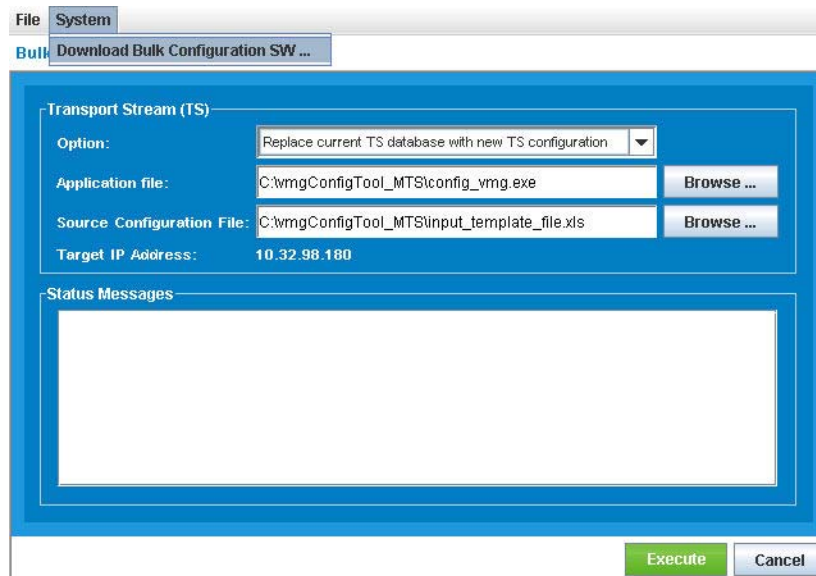 File System
Bulk Download Bulk Configuration SW ...
Transport Stream (TS)
Option: Replace current TS database with new TS configuration
Application file: C:\vmgConfigTool_MTS\config_vmg.exe Browse ...
Source Configuration File: C:\vmgConfigTool_MTS\input_template_file.xls Browse ...
Target IP Address: 10.32.98.180
Status Messages
Execute Cancel